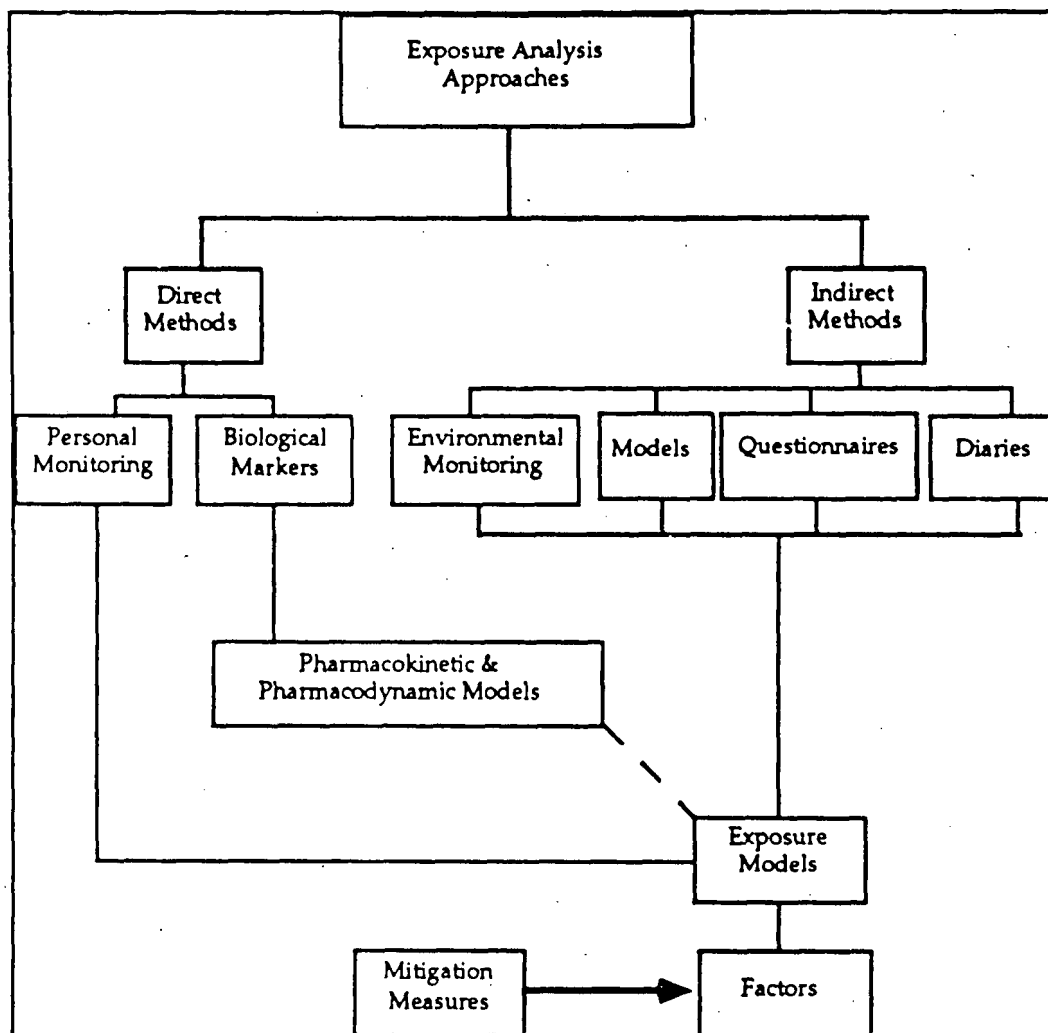 Exposure Analysis
Approaches
Direct
Methods
Indirect
Methods
Personal
Monitoring
Biological
Markers
Environmental
Monitoring
Models
Questionnaires
Diaries
Pharmacokinetic &
Pharmacodynamic Models
Exposure
Models
Mitigation
Measures
Factors